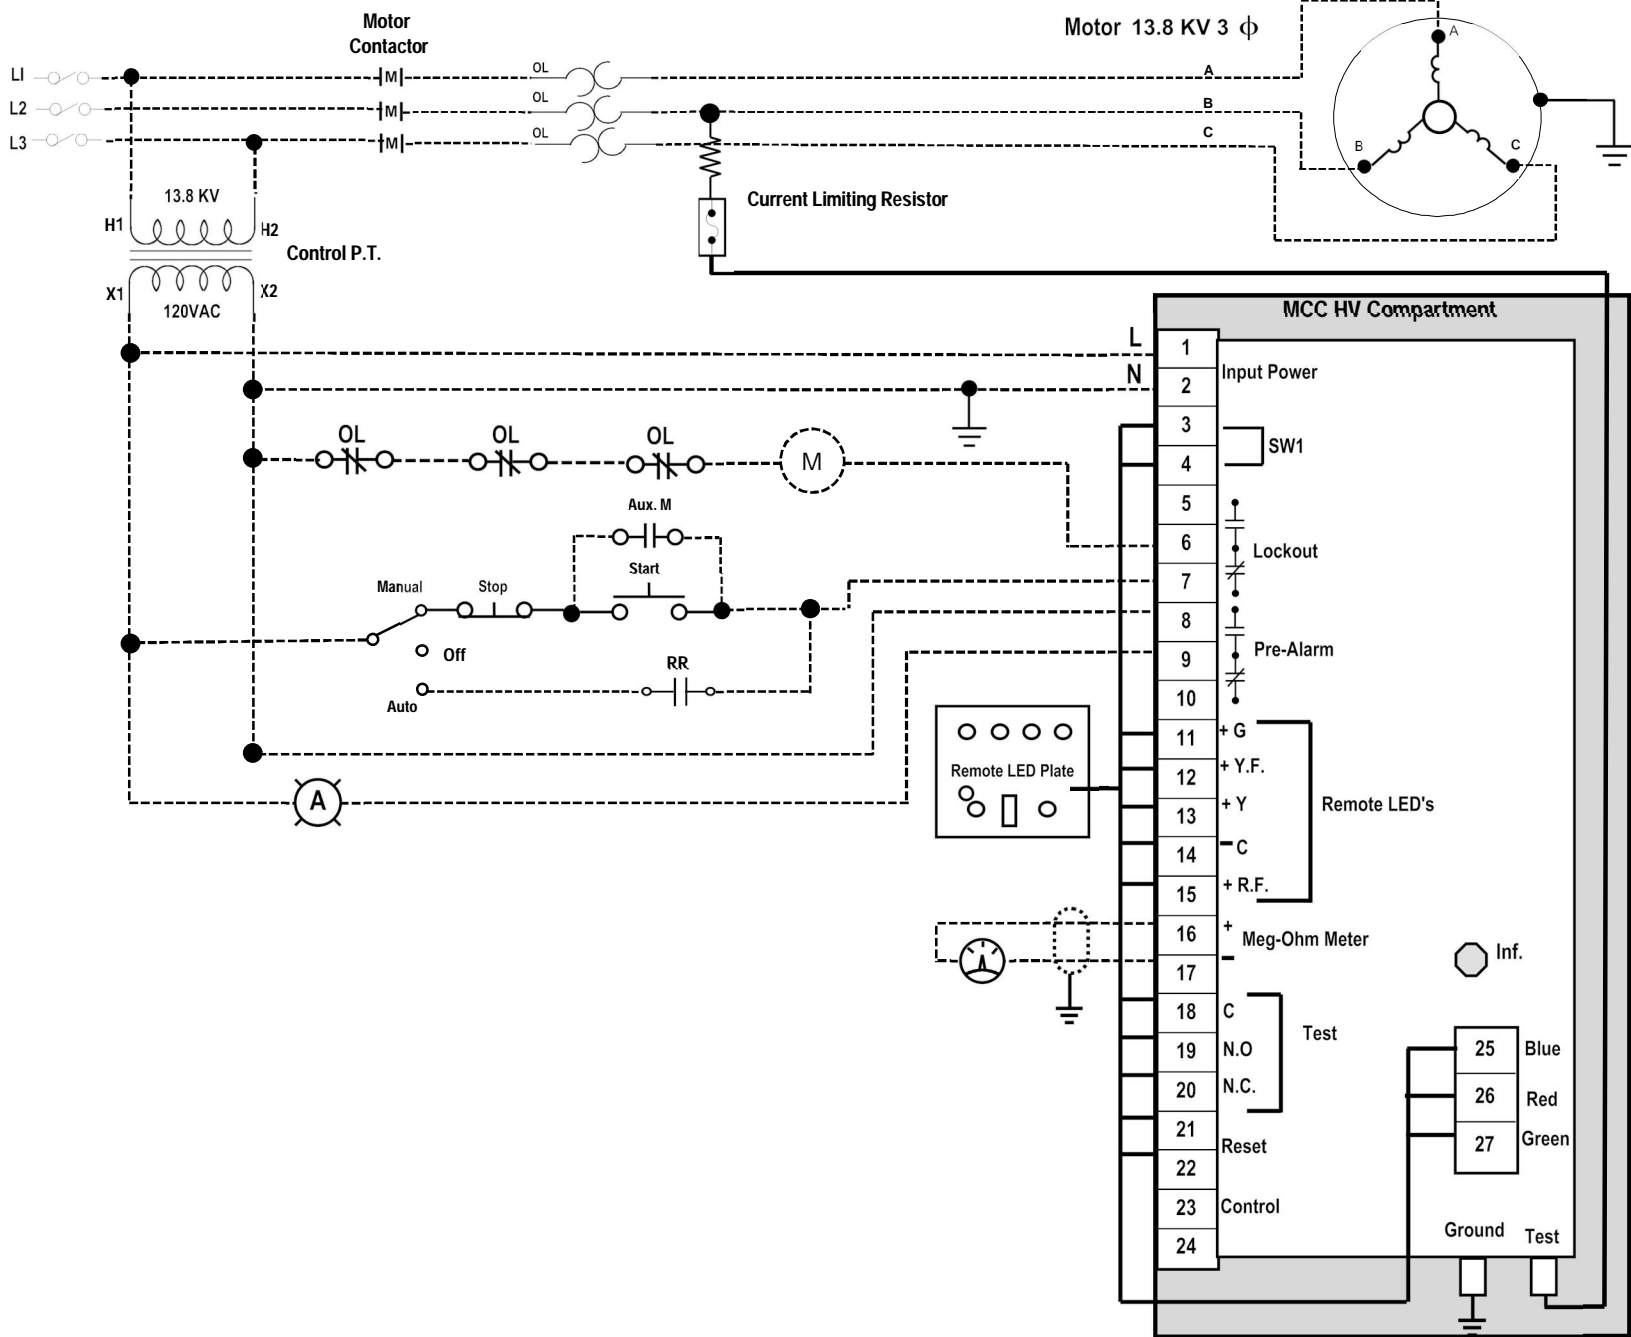 Motor
Contactor
Motor 13.8 KV 3 ϕ
LI
L2
L3
M
M
M
OL
OL
OL
A
B
C
A
B
C
13.8 KV
H1
H2
Control P.T.
X1
X2
120VAC
Current Limiting Resistor
MCC HV Compartment
L
N
1
2
Input Power
3
4
SW1
5
6
7
Lockout
8
9
10
Pre-Alarm
OL
OL
OL
M
Aux. M
Start
Manual
Stop
Off
Auto
RR
A
Remote LED Plate
11
+ G
12
+ Y.F.
13
+ Y
14
- C
15
+ R.F.
Remote LED's
16
+
17
-
Meg-Ohm Meter
Inf.
18
C
19
N.O
20
N.C.
Test
21
22
Reset
23
24
Control
25
Blue
26
Red
27
Green
Ground
Test